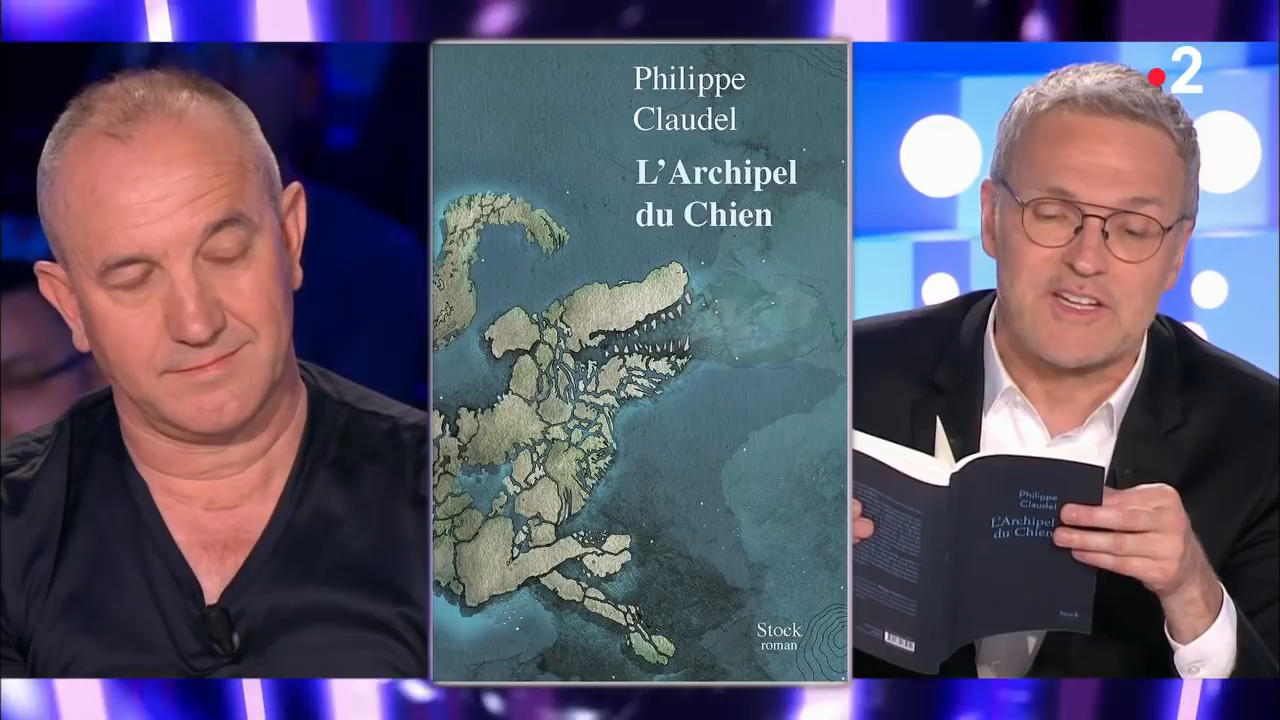 Philippe
Claudel
L'Archipel
du Chien
Stock
roman
2
Philippe
Claudel
L'Archipel
du Chien
Stock